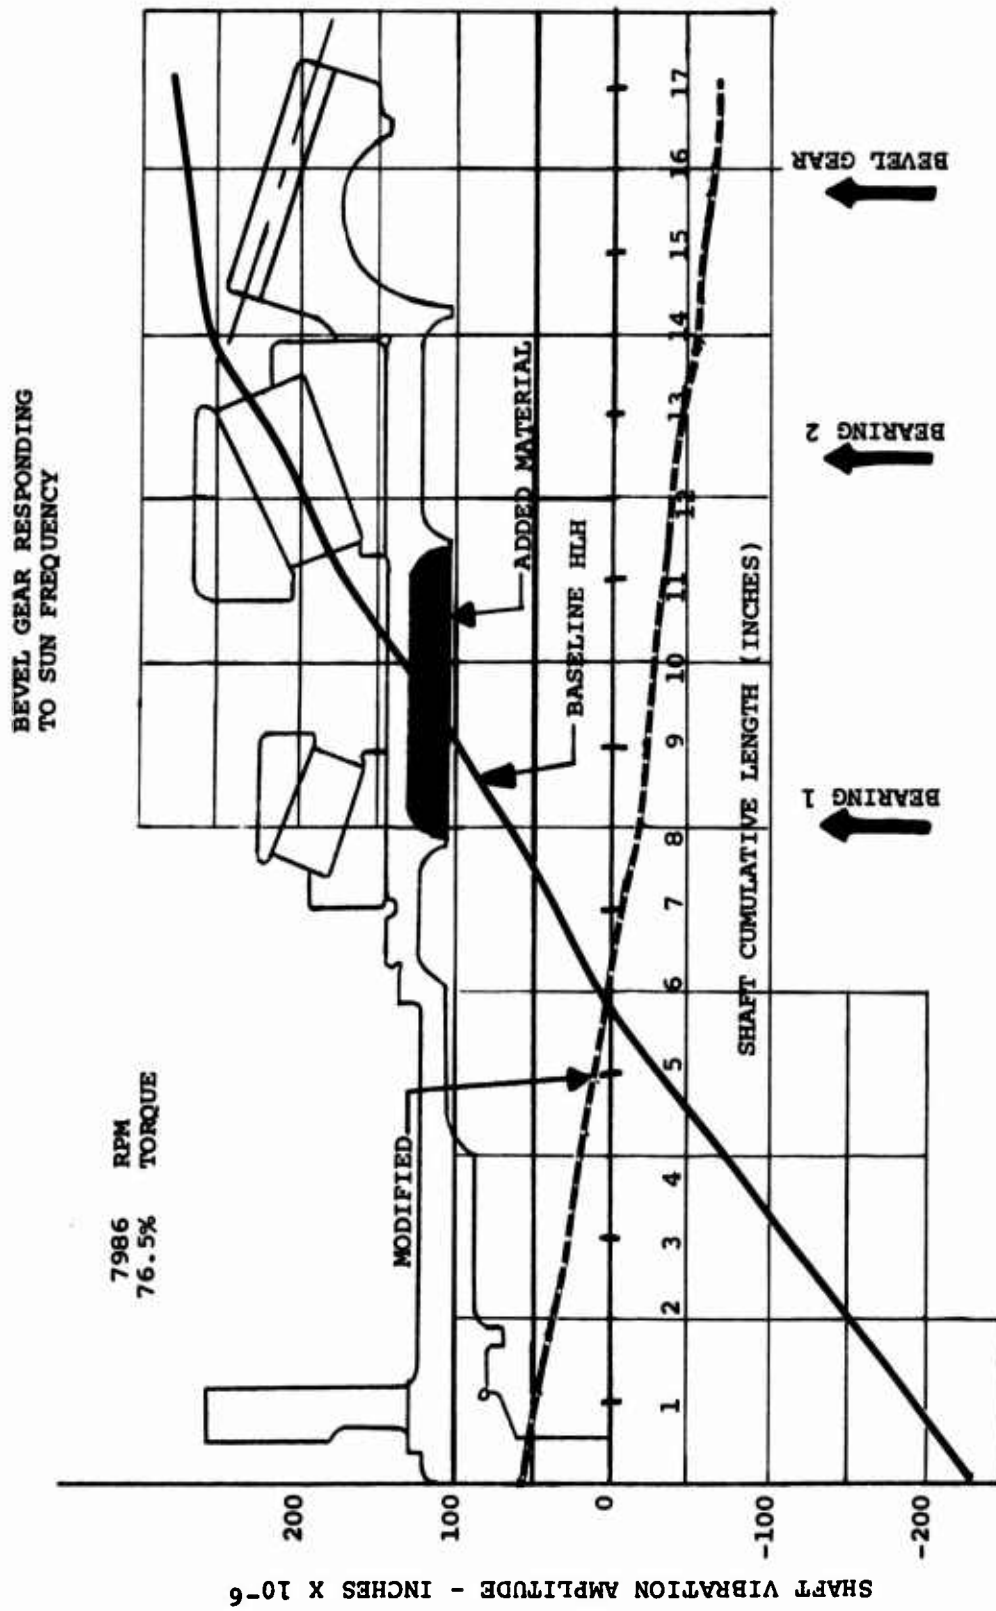 BEVEL GEAR RESPONDING
TO SUN FREQUENCY
7986 RPM
76.5% TORQUE
MODIFIED
ADDED MATERIAL
BASELINE HLH
200
100
0
-100
-200
SHAFT VIBRATION AMPLITUDE - INCHES X 10-6
1
2
3
4
5
6
7
8
9
10
11
12
13
14
15
16
17
SHAFT CUMULATIVE LENGTH (INCHES)
BEARING 1
BEARING 2
BEVEL GEAR